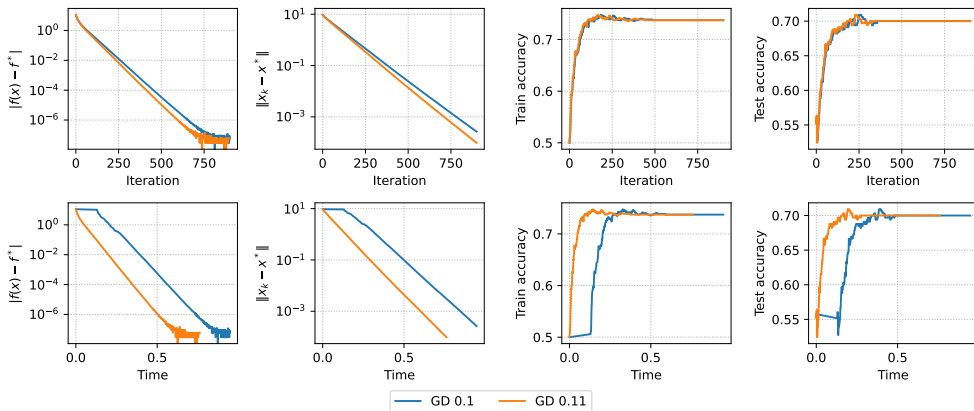 |f(x) − f*|
10⁰
10⁻²
10⁻⁴
10⁻⁶
0 250 500 750
Iteration
‖xₖ − x*‖
10¹
10⁻¹
10⁻³
0 250 500 750
Iteration
Train accuracy
0.7
0.6
0.5
0 250 500 750
Iteration
Test accuracy
0.70
0.65
0.60
0.55
0 250 500 750
Iteration
|f(x) − f*|
10⁰
10⁻²
10⁻⁴
10⁻⁶
0.0 0.5
Time
‖xₖ − x*‖
10¹
10⁻¹
10⁻³
0.0 0.5
Time
Train accuracy
0.7
0.6
0.5
0.0 0.5
Time
Test accuracy
0.70
0.65
0.60
0.55
0.0 0.5
Time
GD 0.1 GD 0.11